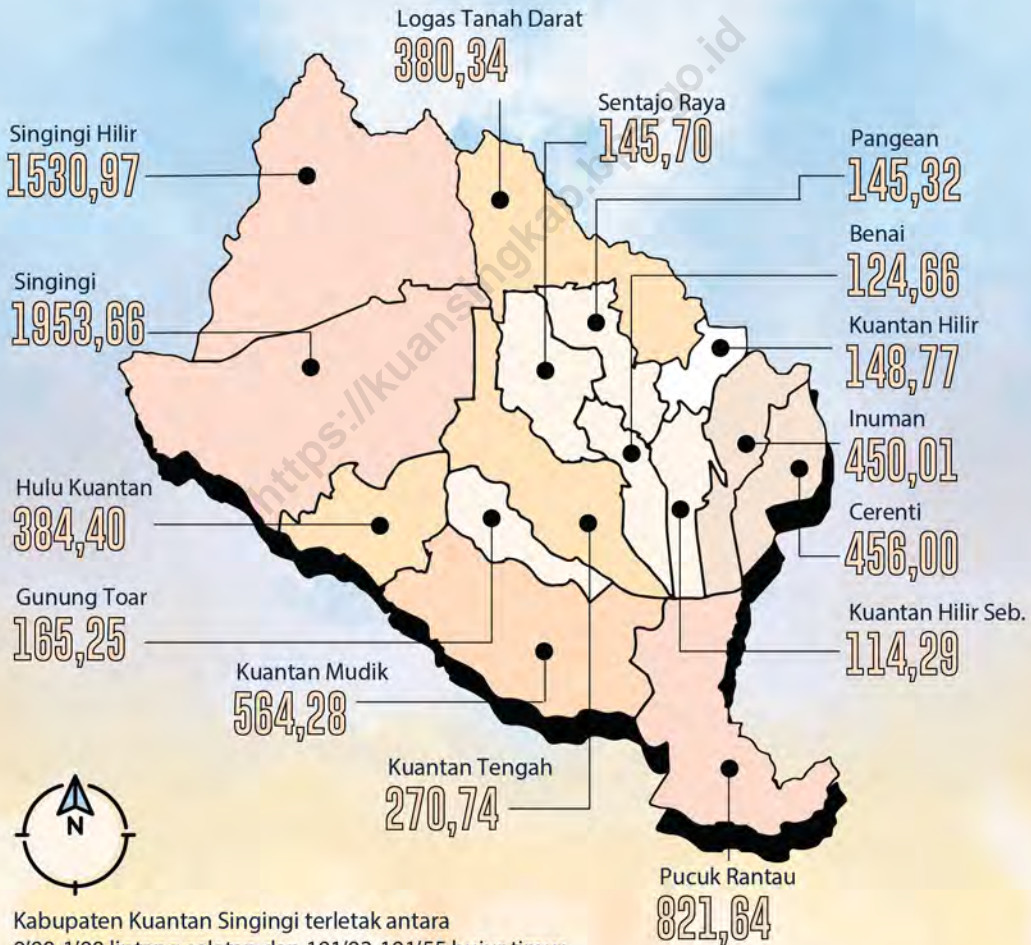 Logas Tanah Darat
380,34
Sentajo Raya
145,70
Singingi Hilir
1530,97
Pangean
145,32
Benai
124,66
Singingi
1953,66
Kuantan Hilir
148,77
Inuman
450,01
Hulu Kuantan
384,40
Cerenti
456,00
Gunung Toar
165,25
Kuantan Hilir Seb.
114,29
Kuantan Mudik
564,28
Kuantan Tengah
270,74
N
Pucuk Rantau
821,64
Kabupaten Kuantan Singingi terletak antara